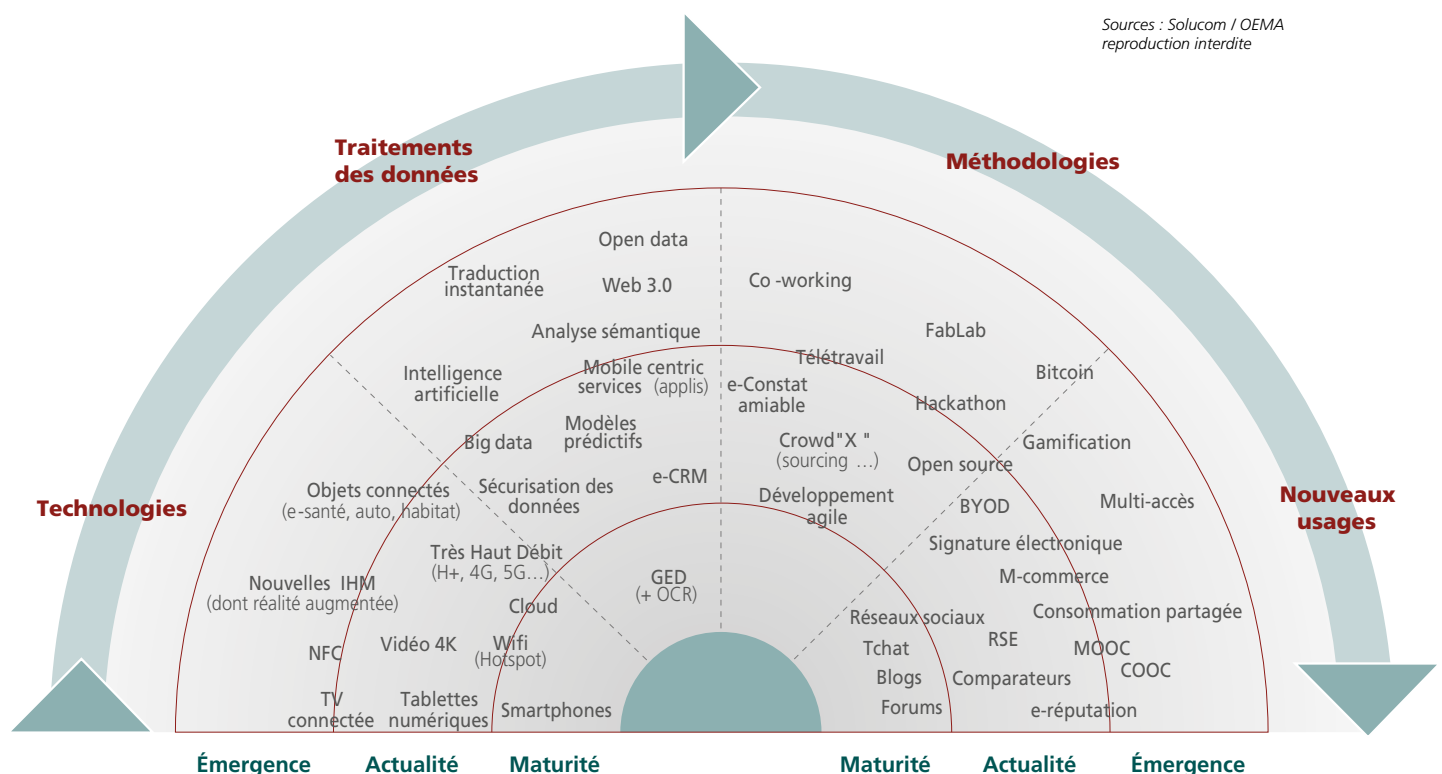 Sources : Solucom / OEMA
reproduction interdite
Traitements
des données
Méthodologies
Technologies
Nouveaux
usages
Open data
Traduction
instantanée
Web 3.0
Analyse sémantique
Intelligence
artificielle
Mobile centric
services (applis)
Modèles
prédictifs
Big data
e-CRM
Sécurisation des
données
GED
(+ OCR)
Co -working
FabLab
Télétravail
e-Constat
amiable
Hackathon
Crowd"X "
(sourcing ...)
Open source
Développement
agile
Bitcoin
Gamification
Multi-accès
BYOD
Signature électronique
M-commerce
Consommation partagée
Réseaux sociaux
RSE
MOOC
Tchat
COOC
Blogs
Comparateurs
Forums
e-réputation
Objets connectés
(e-santé, auto, habitat)
Très Haut Débit
(H+, 4G, 5G...)
Nouvelles IHM
(dont réalité augmentée)
Cloud
NFC
Vidéo 4K
Wifi
(Hotspot)
TV
connectée
Tablettes
numériques
Smartphones
Émergence
Actualité
Maturité
Maturité
Actualité
Émergence